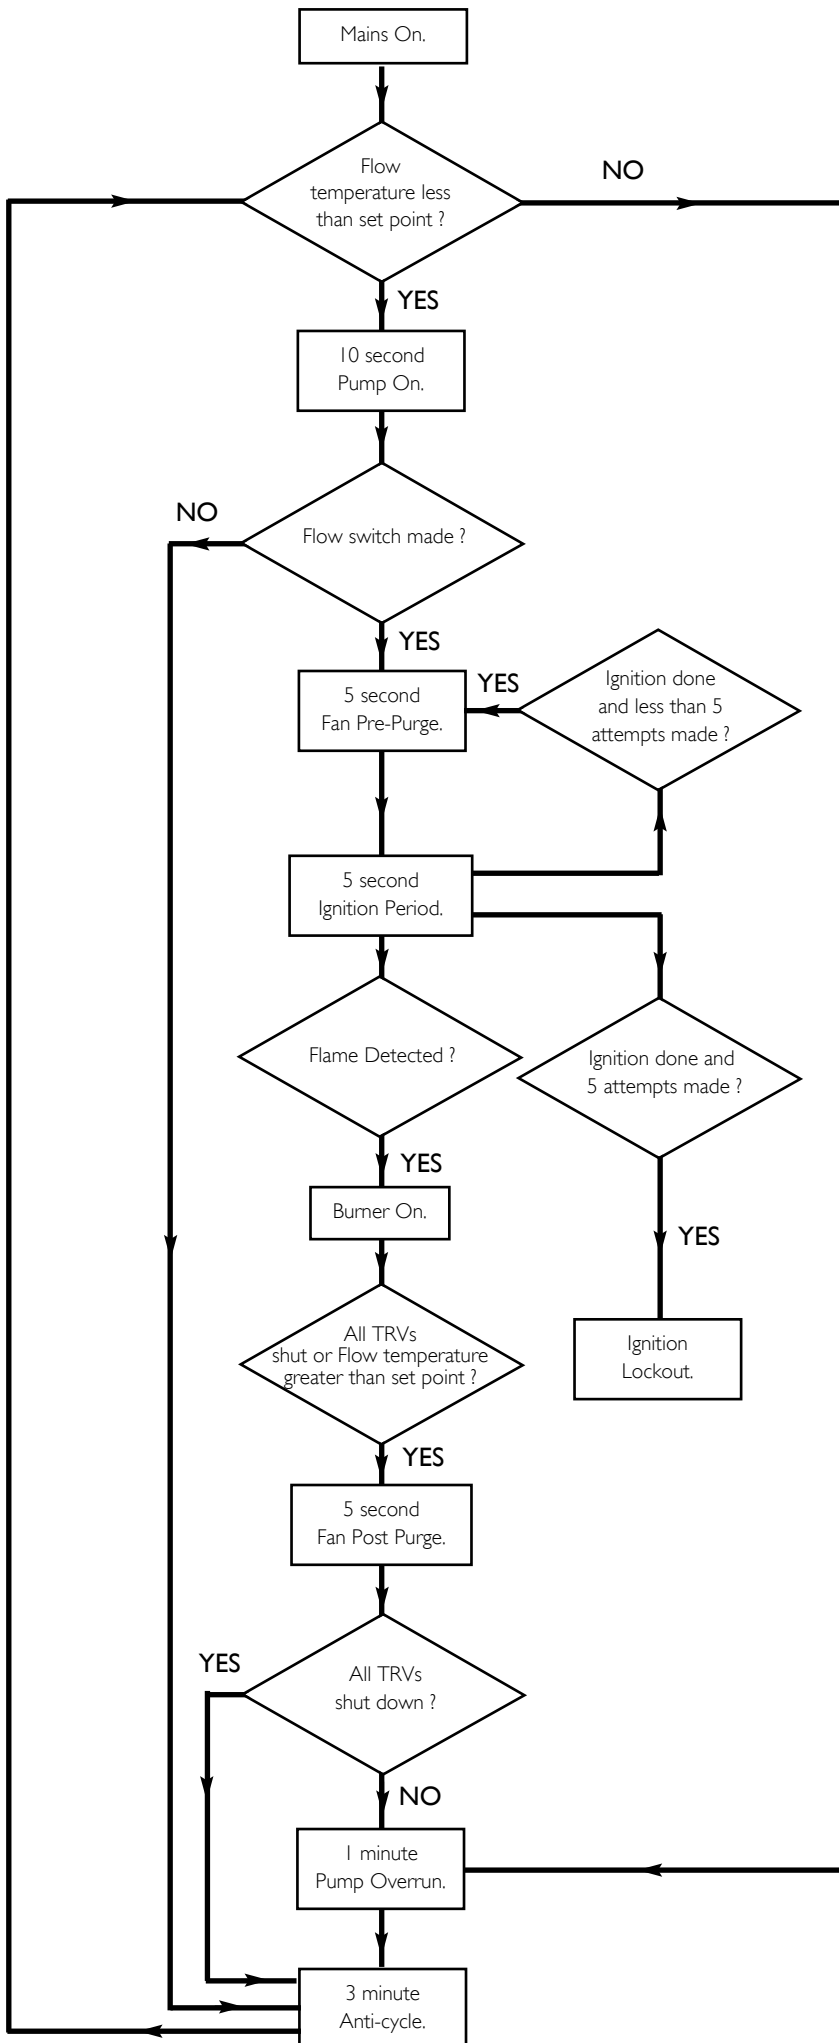 Mains On.
Flow
temperature less
than set point ?
NO
YES
10 second
Pump On.
NO
Flow switch made ?
YES
5 second
Fan Pre-Purge.
YES
Ignition done
and less than 5
attempts made ?
5 second
Ignition Period.
Flame Detected ?
Ignition done and
5 attempts made ?
YES
Burner On.
YES
All TRVs
shut or Flow temperature
greater than set point ?
Ignition
Lockout.
YES
5 second
Fan Post Purge.
YES
All TRVs
shut down ?
NO
1 minute
Pump Overrun.
3 minute
Anti-cycle.